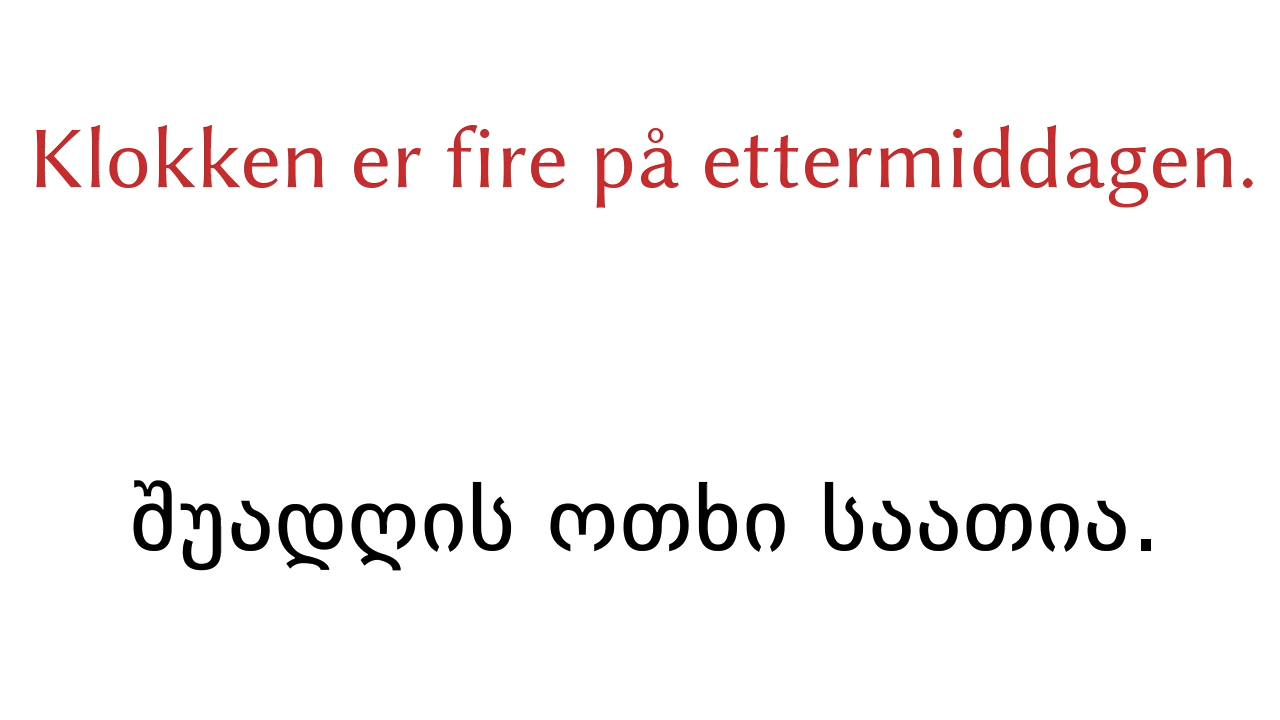 Klokken er fire på ettermiddagen.
შუადღის ოთხი საათია.